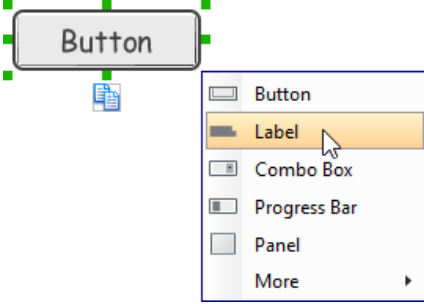 Button
Button
Label
Combo Box
Progress Bar
Panel
More